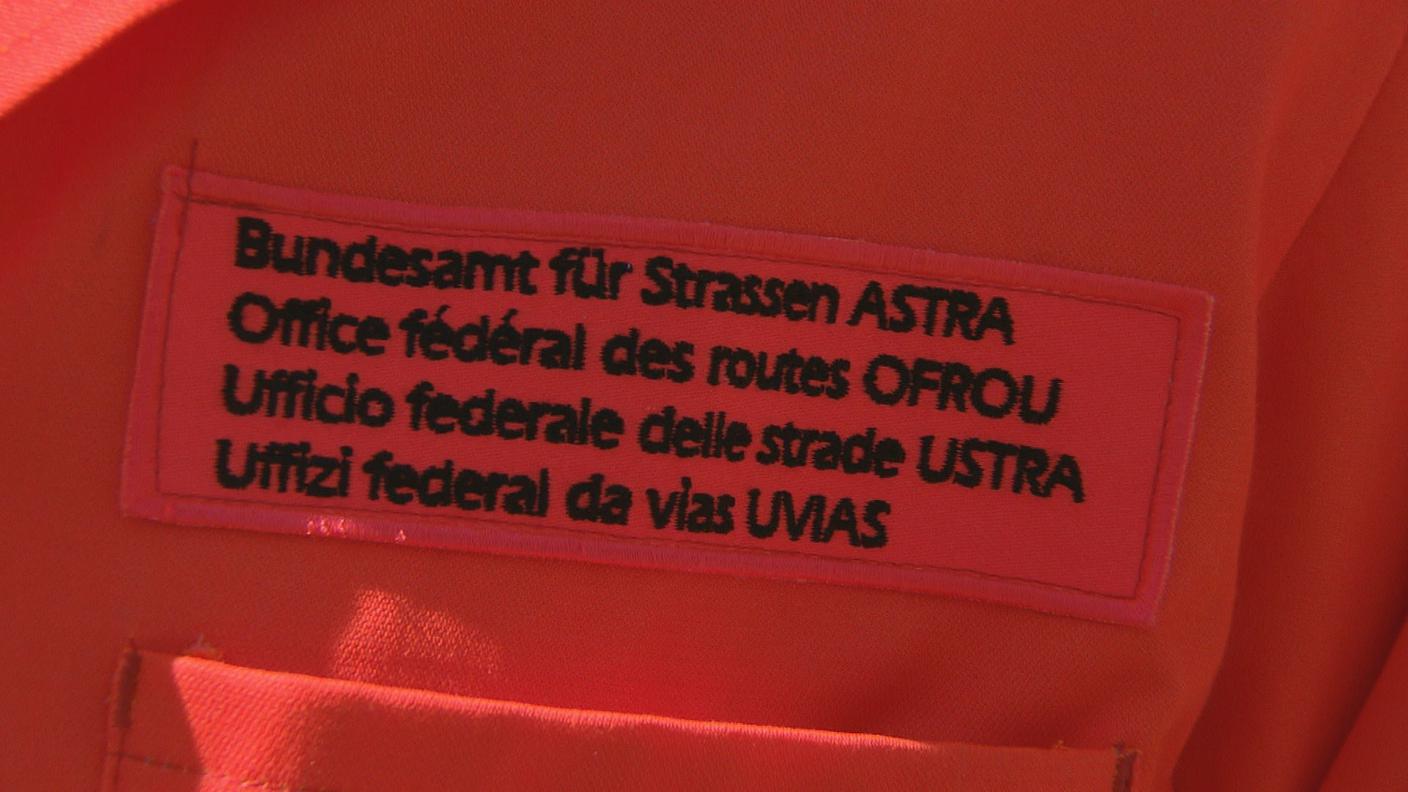 Bundesamt für Strassen ASTRA
Office fédéral des routes OFROU
Ufficio federale delle strade USTRA
Uffizi federal da vias UVIAS